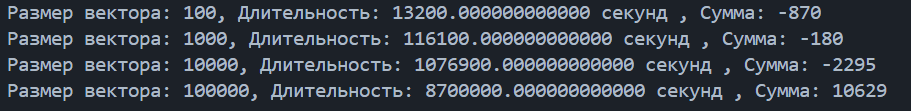 Размер вектора: 100, Длительность: 13200.000000000000 секунд , Сумма: -870
Размер вектора: 1000, Длительность: 116100.000000000000 секунд , Сумма: -180
Размер вектора: 10000, Длительность: 1076900.000000000000 секунд , Сумма: -2295
Размер вектора: 100000, Длительность: 8700000.000000000000 секунд , Сумма: 10629